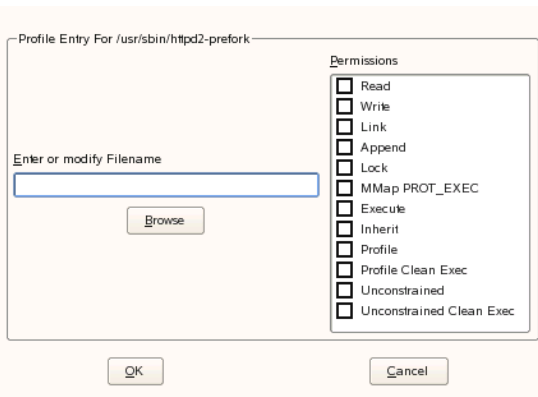 Profile Entry For /usr/sbin/httpd2-prefork
Permissions
Read
Write
Link
Append
Lock
MMap PROT_EXEC
Execute
Inherit
Profile
Profile Clean Exec
Unconstrained
Unconstrained Clean Exec
Enter or modify Filename
Browse
OK
Cancel